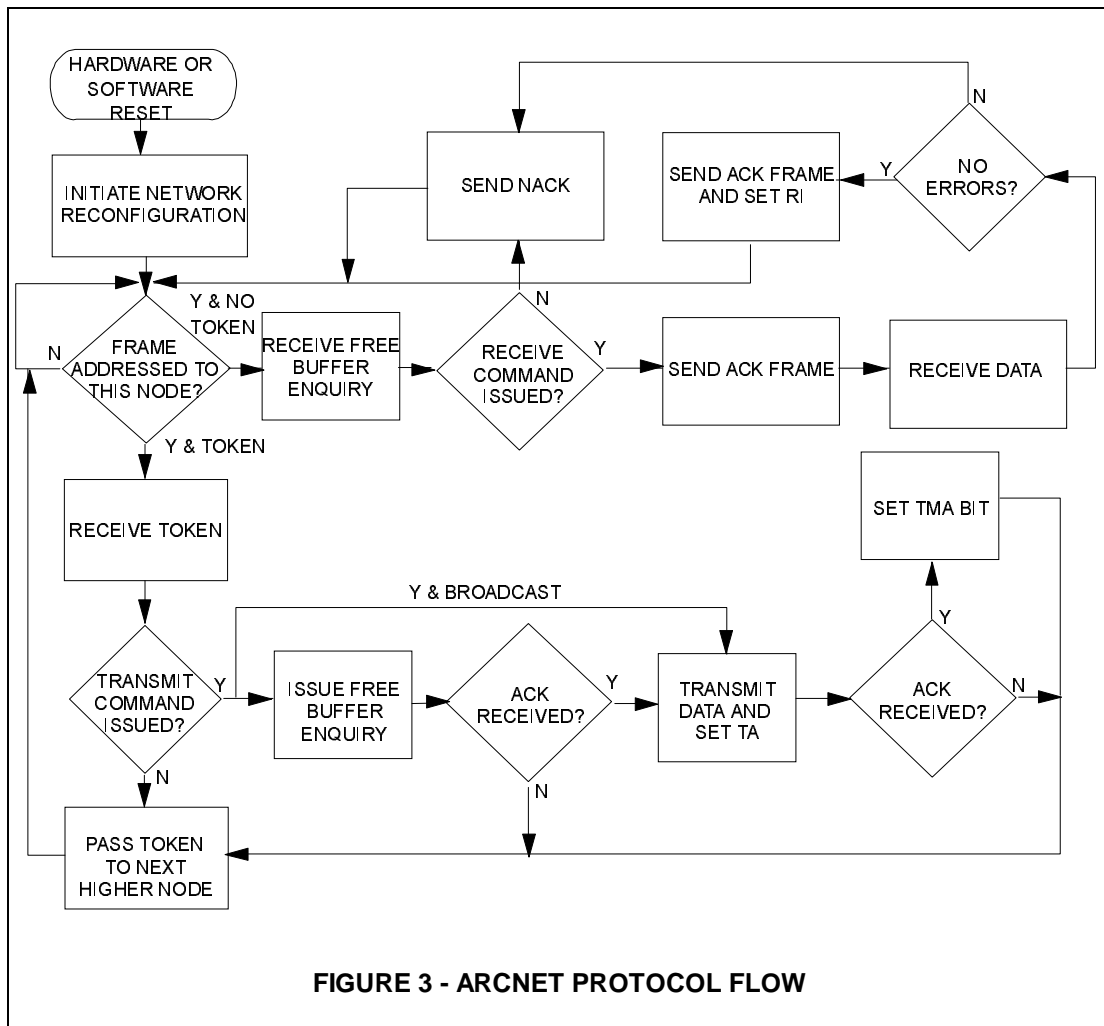 HARDWARE OR
SOFTWARE
RESET
INITIATE NETWORK
RECONFIGURATION
SEND NACK
SEND ACK FRAME
AND SET RI
Y
N
NO
ERRORS?
Y & NO
TOKEN
N
FRAME
ADDRESSED TO
THIS NODE?
RECEIVE FREE
BUFFER
ENQUIRY
N
RECEIVE
COMMAND
ISSUED?
Y
SEND ACK FRAME
RECEIVE DATA
Y & TOKEN
RECEIVE TOKEN
SET TMA BIT
Y & BROADCAST
TRANSMIT
COMMAND
ISSUED?
Y
N
ISSUE FREE
BUFFER
ENQUIRY
ACK
RECEIVED?
Y
N
TRANSMIT
DATA AND
SET TA
Y
ACK
RECEIVED?
N
PASS TOKEN
TO NEXT
HIGHER NODE
FIGURE 3 - ARCNET PROTOCOL FLOW